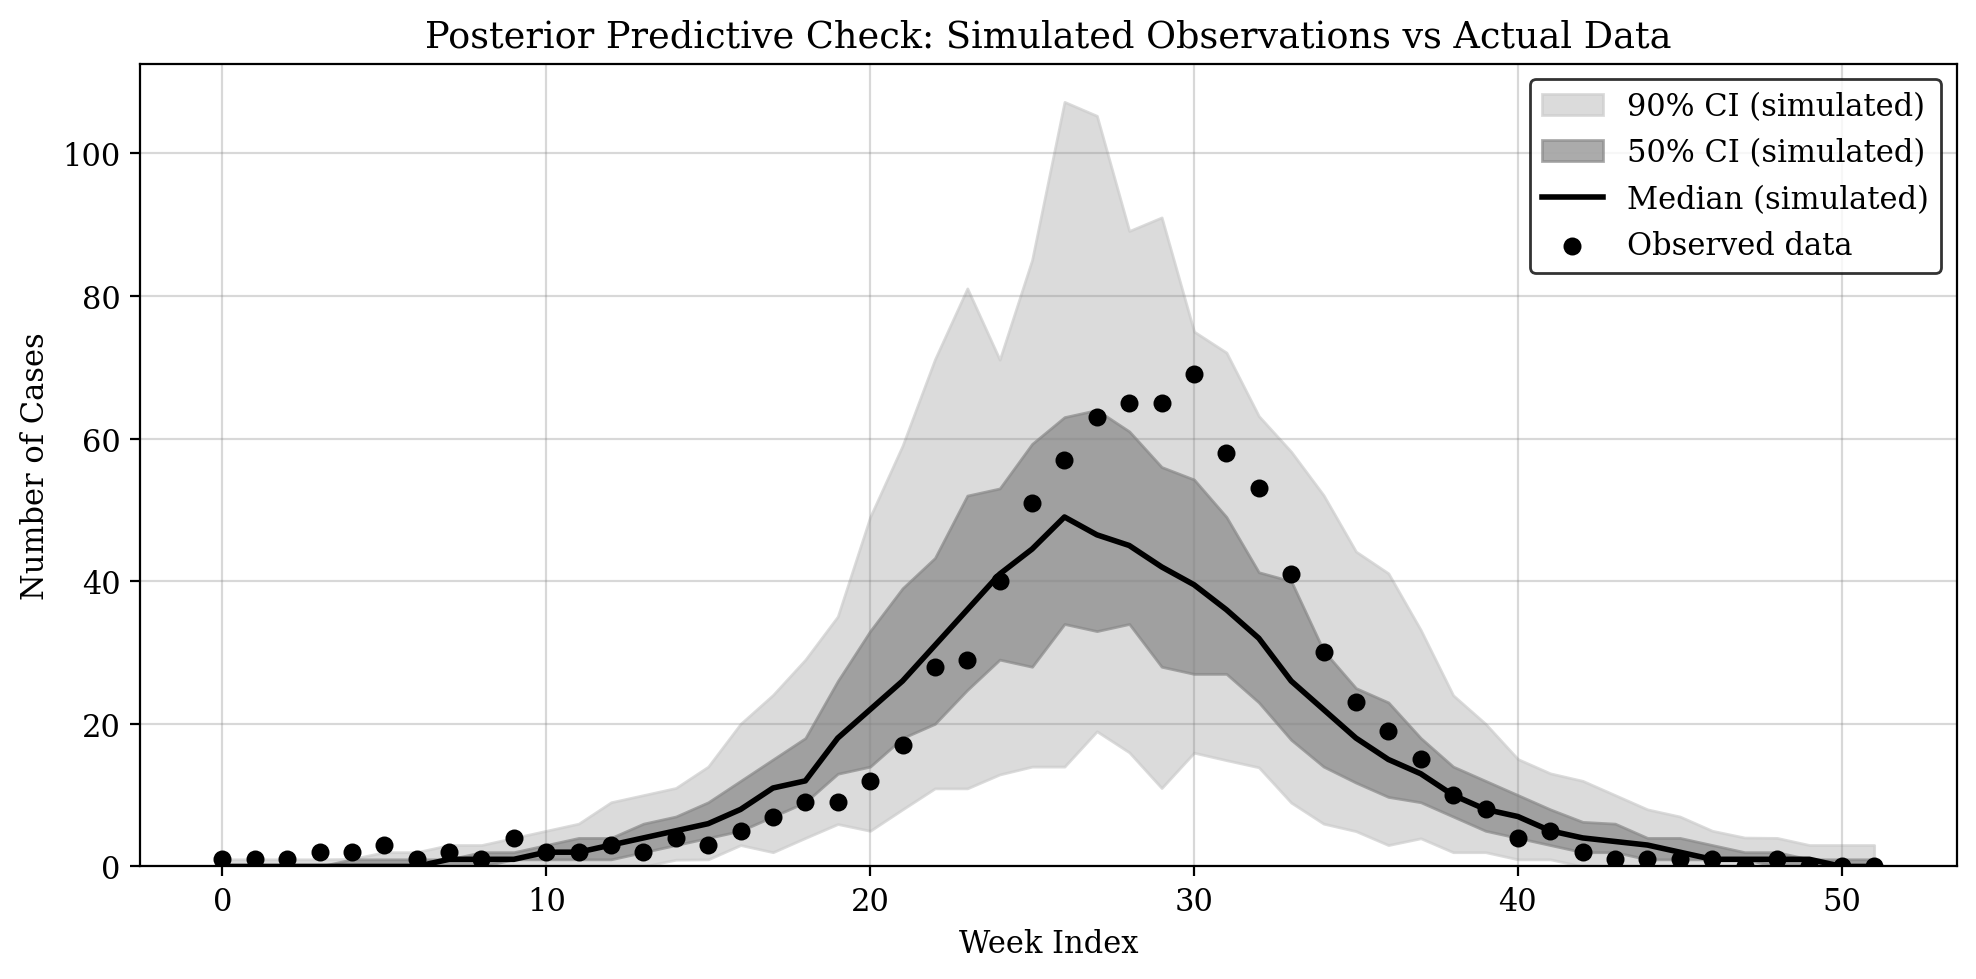 Posterior Predictive Check: Simulated Observations vs Actual Data
90% CI (simulated)
50% CI (simulated)
Median (simulated)
Observed data
Number of Cases
100
80
60
40
20
0
0 10 20 30 40 50
Week Index